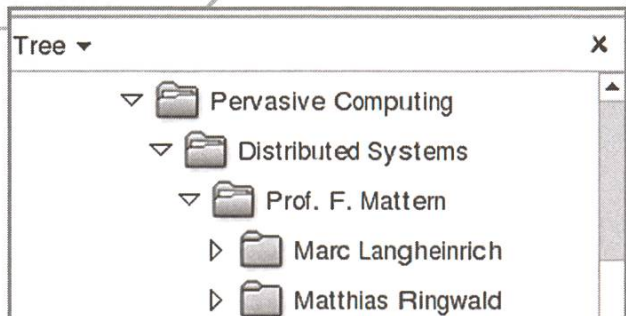 Tree
Pervasive Computing
Distributed Systems
Prof. F. Mattern
Marc Langheinrich
Matthias Ringwald